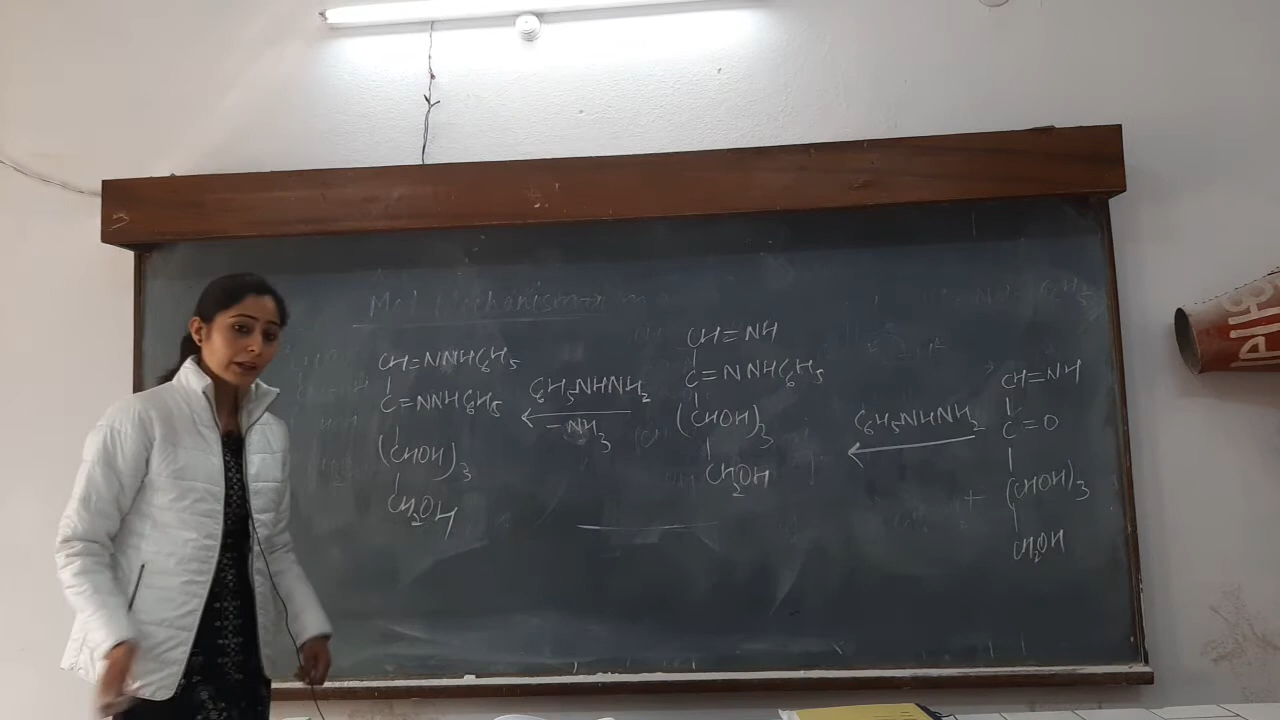 Mechanism
CH=NNHC6H5
C=NNHC6H5
(CHOH)3
CH2OH
C6H5NHNH2
-NH3
CH=NH
C=NNHC6H5
(CHOH)3
CH2OH
C6H5NHNH2
CH=NH
C=O
+ (CHOH)3
CH2OH